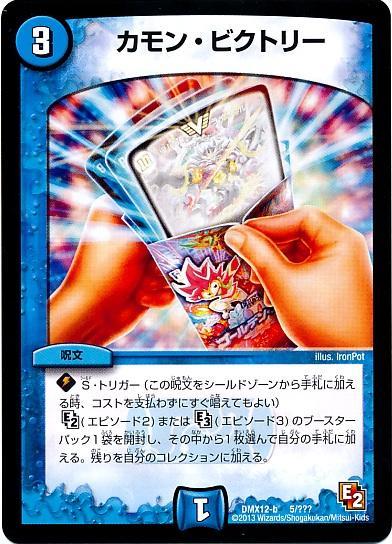 3
カモン・ビクトリー
呪文
illus. IronPot
S・トリガー(この呪文をシールドゾーンから手札に加え
る時、コストを支払わずにすぐ唱えてもよい)
E2(エピソード2)または E3(エピソード3)のブースター
パック1袋を開封し、その中から1枚選んで自分の手札に加
える。残りを自分のコレクションに加える。
1
DMX12-b 5/???
E2
©2013 Wizards/Shogakukan/Mitsui-Kids